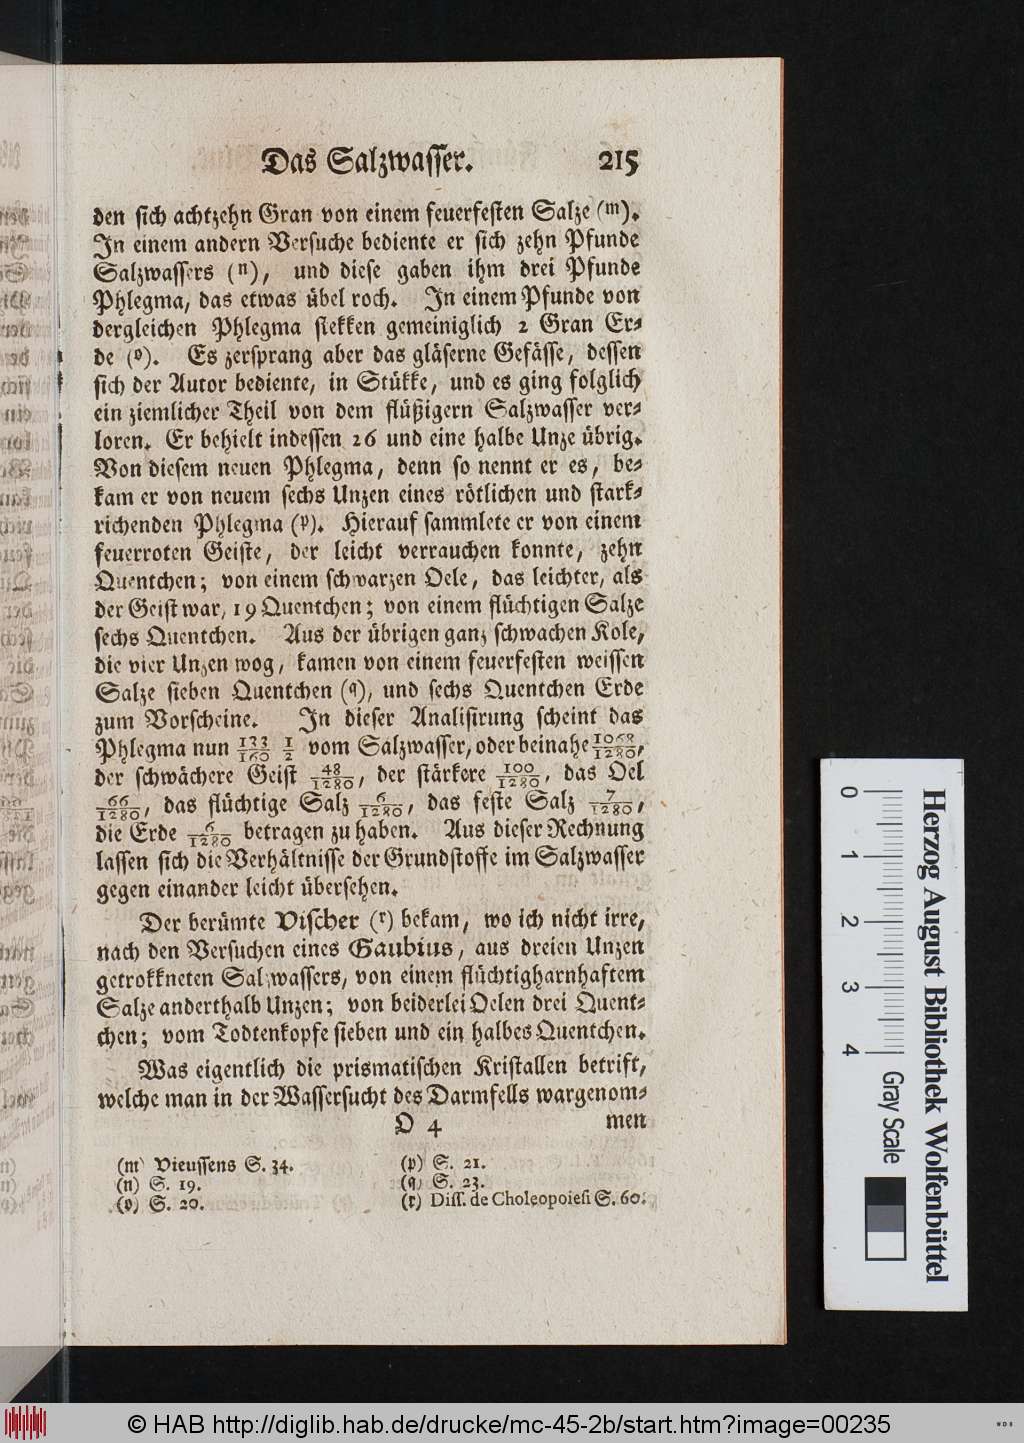 Das Salzwasser. 215
den sich achtzehn Gran von einem feuerfesten Salze (m).
In einem andern Versuche bediente er sich zehn Pfunde
Salzwassers (n), und diese gaben ihm drei Pfunde
Phlegma, das etwas übel roch. In einem Pfunde von
dergleichen Phlegma stekken gemeiniglich 2 Gran Er-
de (o). Es zersprang aber das gläserne Gefässe, dessen
sich der Autor bediente, in Stükke, und es ging folglich
ein ziemlicher Theil von dem flüßigern Salzwasser ver-
loren. Er behielt indessen 26 und eine halbe Unze übrig.
Von diesem neuen Phlegma, denn so nennt er es, be-
kam er von neuem sechs Unzen eines rötlichen und stark-
richenden Phlegma (p). Hierauf sammlete er von einem
feuerroten Geiste, der leicht verrauchen konnte, zehn
Quentchen; von einem schwarzen Oele, das leichter, als
der Geist war, 19 Quentchen; von einem flüchtigen Salze
sechs Quentchen. Aus der übrigen ganz schwachen Kole,
die vier Unzen wog, kamen von einem feuerfesten weissen
Salze sieben Quentchen (q), und sechs Quentchen Erde
zum Vorscheine. In dieser Analisirung scheint das
Phlegma nun 133/160 1/2 vom Salzwasser, oder beinahe 1068/1280,
der schwächere Geist 48/1280, der stärkere 100/1280, das Oel
66/1280, das flüchtige Salz 6/1280, das feste Salz 7/1280,
die Erde 6/1280 betragen zu haben. Aus dieser Rechnung
lassen sich die Verhältnisse der Grundstoffe im Salzwasser
gegen einander leicht übersehen.
Der berümte Vischer (r) bekam, wo ich nicht irre,
nach den Versuchen eines Gaubius, aus dreien Unzen
getrokkneten Salzwassers, von einem flüchtigharnhaftem
Salze anderthalb Unzen; von beiderlei Oelen drei Quent-
chen; vom Todtenkopfe sieben und ein halbes Quentchen.
Was eigentlich die prismatischen Kristallen betrift,
welche man in der Wassersucht des Darmfells wargenom-
O 4 men
(m) Vieussens S. 34.
(n) S. 19.
(o) S. 20.
(p) S. 21.
(q) S. 23.
(r) Diss. de Choleopoiesi S. 60.
0 1 2 3 4 Gray Scale
Herzog August Bibliothek Wolfenbüttel
© HAB http://diglib.hab.de/drucke/mc-45-2b/start.htm?image=00235